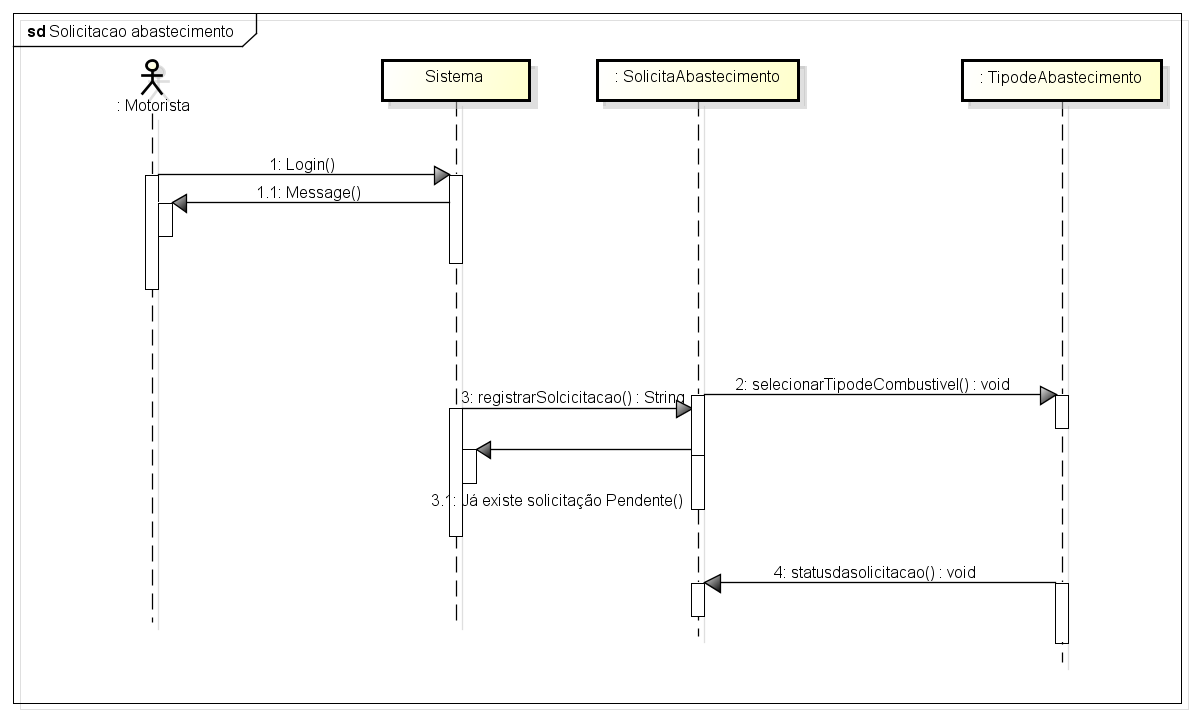 sd Solicitacao abastecimento
: Motorista
Sistema
: SolicitaAbastecimento
: TipodeAbastecimento
1: Login()
1.1: Message()
2: selecionarTipodeCombustivel() : void
3: registrarSolcicitacao() : String
3.1: Já existe solicitação Pendente()
4: statusdasolicitacao() : void